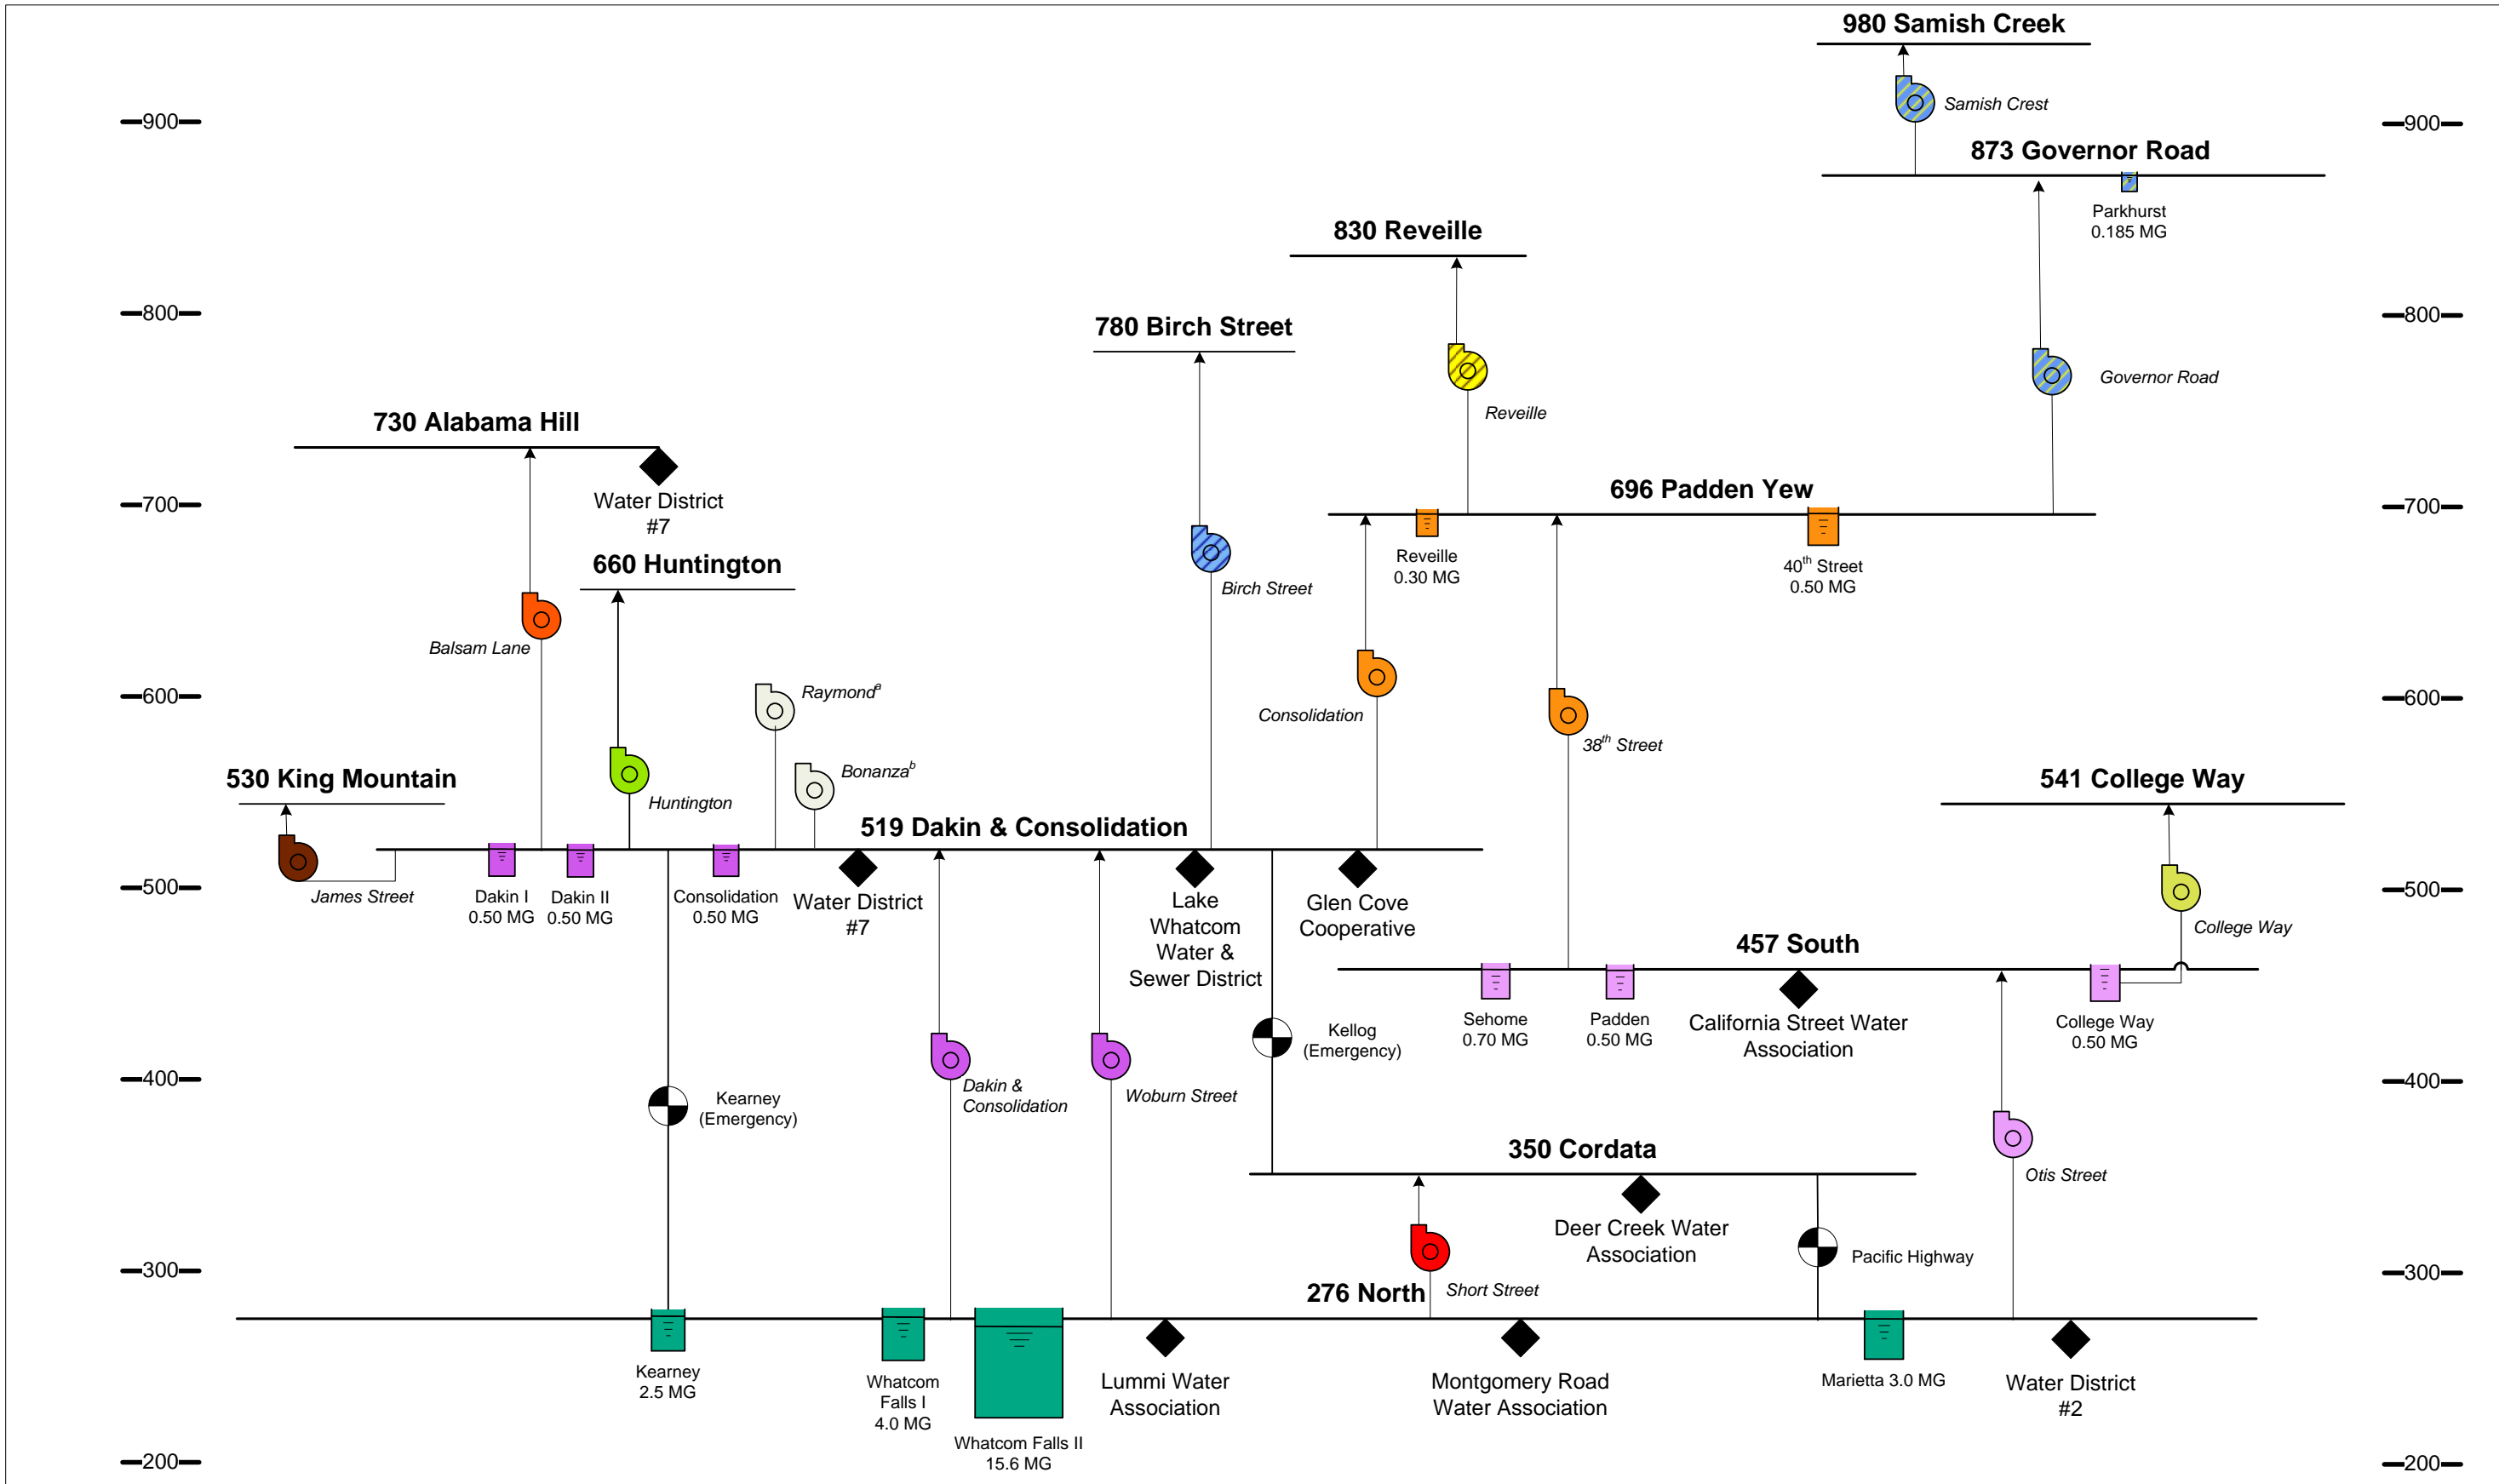 980 Samish Creek
900
Samish Crest
900
873 Governor Road
Parkhurst
0.185 MG
830 Reveille
800
780 Birch Street
800
Governor Road
Reveille
730 Alabama Hill
Water District
#7
700
696 Padden Yew
700
Reveille
0.30 MG
40th Street
0.50 MG
660 Huntington
Birch Street
Balsam Lane
600
Raymondª
600
Consolidation
38th Street
Bonanzaᵇ
530 King Mountain
Huntington
541 College Way
519 Dakin & Consolidation
500
James Street
Dakin I
0.50 MG
Dakin II
0.50 MG
Consolidation
0.50 MG
Water District
#7
Lake
Whatcom
Water &
Sewer District
Glen Cove
Cooperative
500
College Way
457 South
Sehome
0.70 MG
Padden
0.50 MG
California Street Water
Association
College Way
0.50 MG
Kellog
(Emergency)
400
Kearney
(Emergency)
Dakin &
Consolidation
Woburn Street
400
350 Cordata
Otis Street
Deer Creek Water
Association
Pacific Highway
300
276 North
Short Street
300
Kearney
2.5 MG
Whatcom
Falls I
4.0 MG
Whatcom Falls II
15.6 MG
Lummi Water
Association
Montgomery Road
Water Association
Marietta 3.0 MG
Water District
#2
200
200